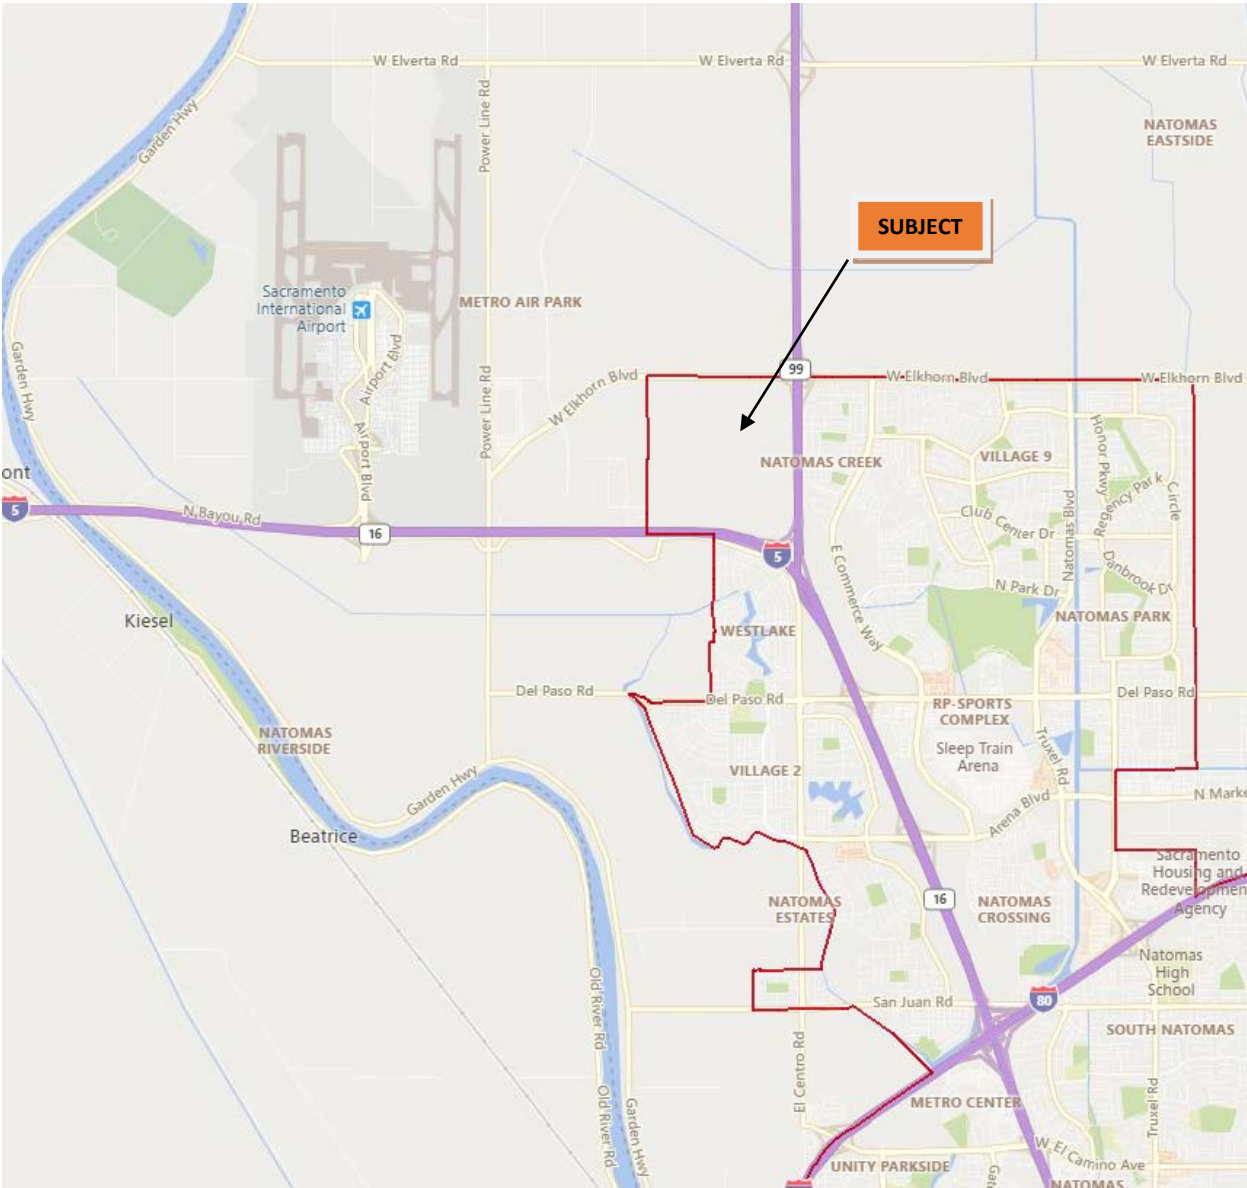 W Elverta Rd
W Elverta Rd
W Elverta Rd
Garden Hwy
Power Line Rd
NATOMAS
EASTSIDE
SUBJECT
Sacramento
International
Airport
METRO AIR PARK
Airport Blvd
Garden Hwy
99
W Elkhorn Blvd
W Elkhorn Blvd
W Elkhorn Blvd
Power Line Rd
Airport Blvd
Honor Pkwy
NATOMAS CREEK
VILLAGE 9
ont
Regency Park
Circle
5
N Bayou Rd
16
Natomas Blvd
Club Center Dr
5
E Commerce Way
Danbrook Dr
N Park Dr
Kiesel
WESTLAKE
NATOMAS PARK
Del Paso Rd
Del Paso Rd
Del Paso Rd
RP-SPORTS
COMPLEX
NATOMAS
RIVERSIDE
Sleep Train
Arena
Truxel Rd
VILLAGE 2
Garden Hwy
Arena Blvd
N Marke
Beatrice
Sacramento
Housing and
Redevelopmen
Agency
16
NATOMAS
ESTATES
NATOMAS
CROSSING
Natomas
High
School
Old River Rd
San Juan Rd
80
SOUTH NATOMAS
El Centro Rd
Old River Rd
Garden Hwy
METRO CENTER
Truxel Rd
W El Camino Ave
UNITY PARKSIDE
Gat
NATOMAS